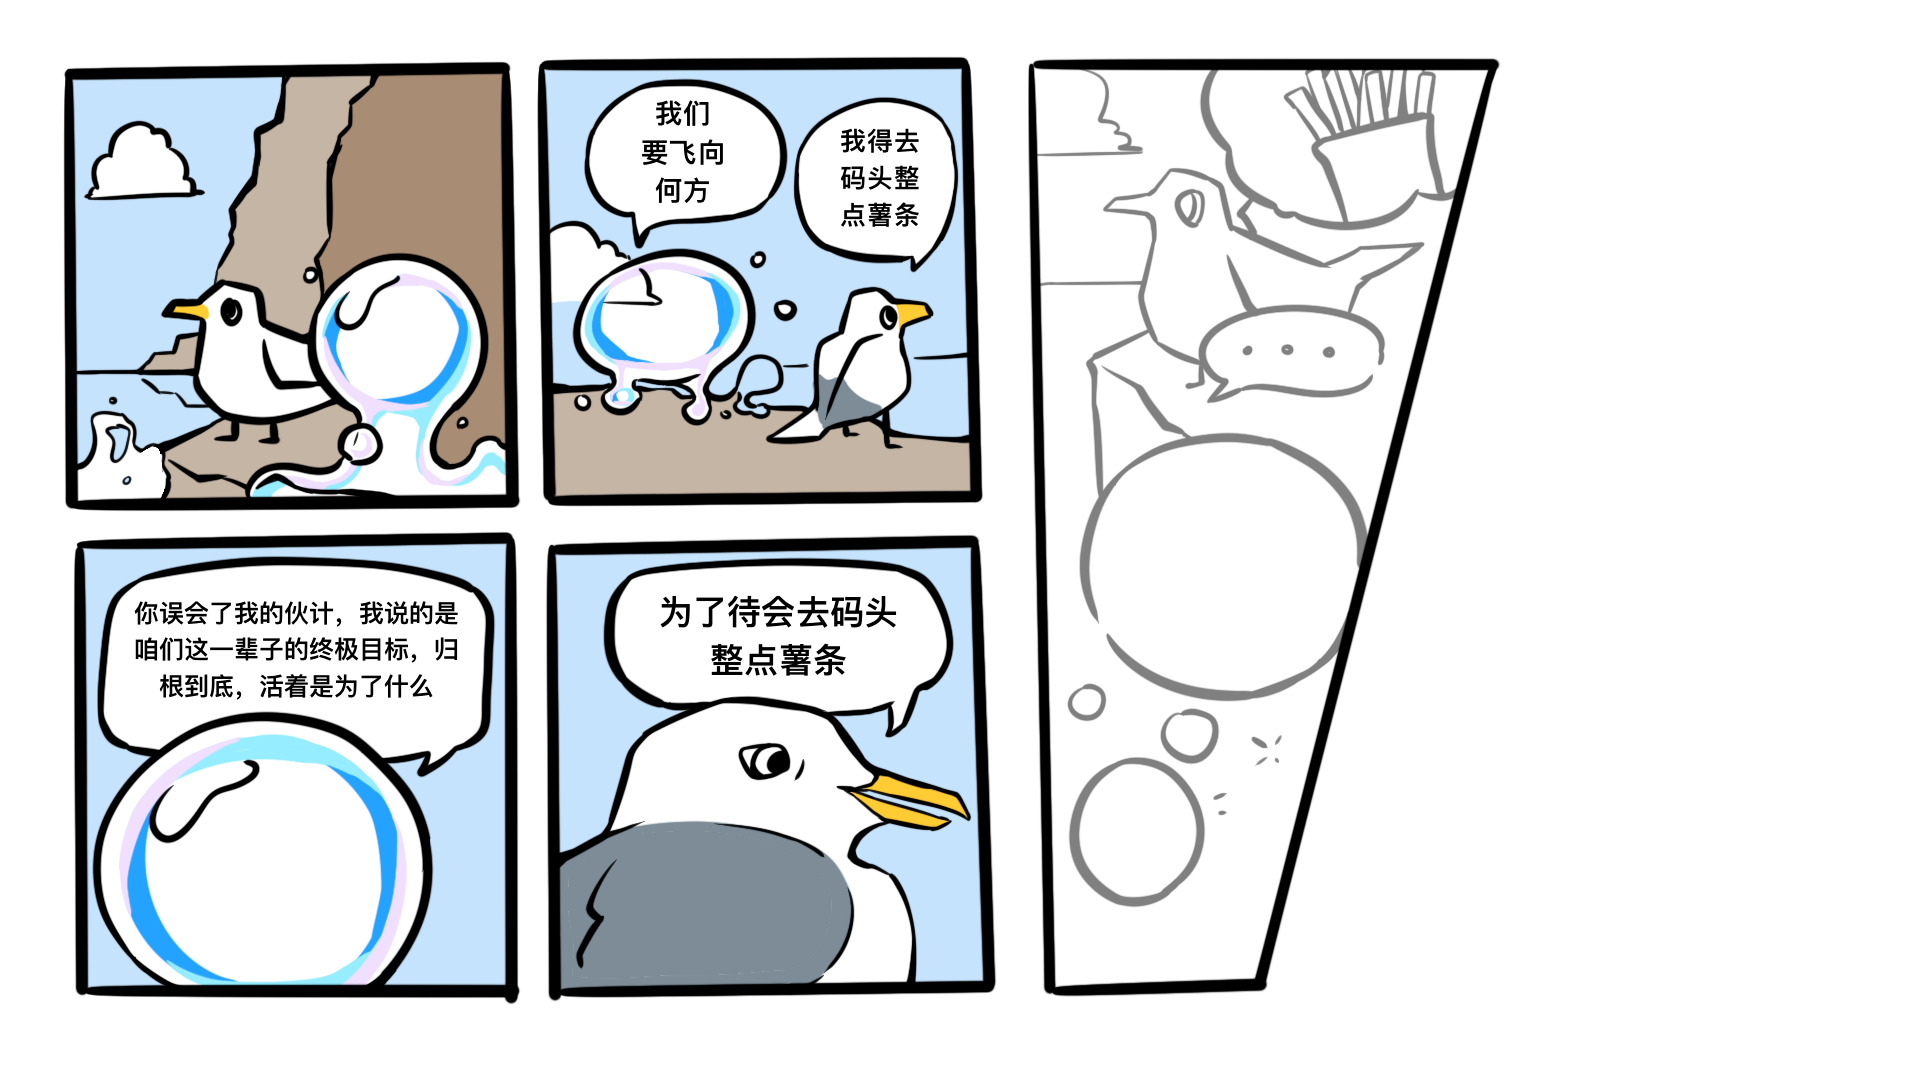 我们
要飞向
何方
我得去
码头整
点薯条
你误会了我的伙计，我说的是
咱们这一辈子的终极目标，归
根到底，活着是为了什么
为了待会去码头
整点薯条